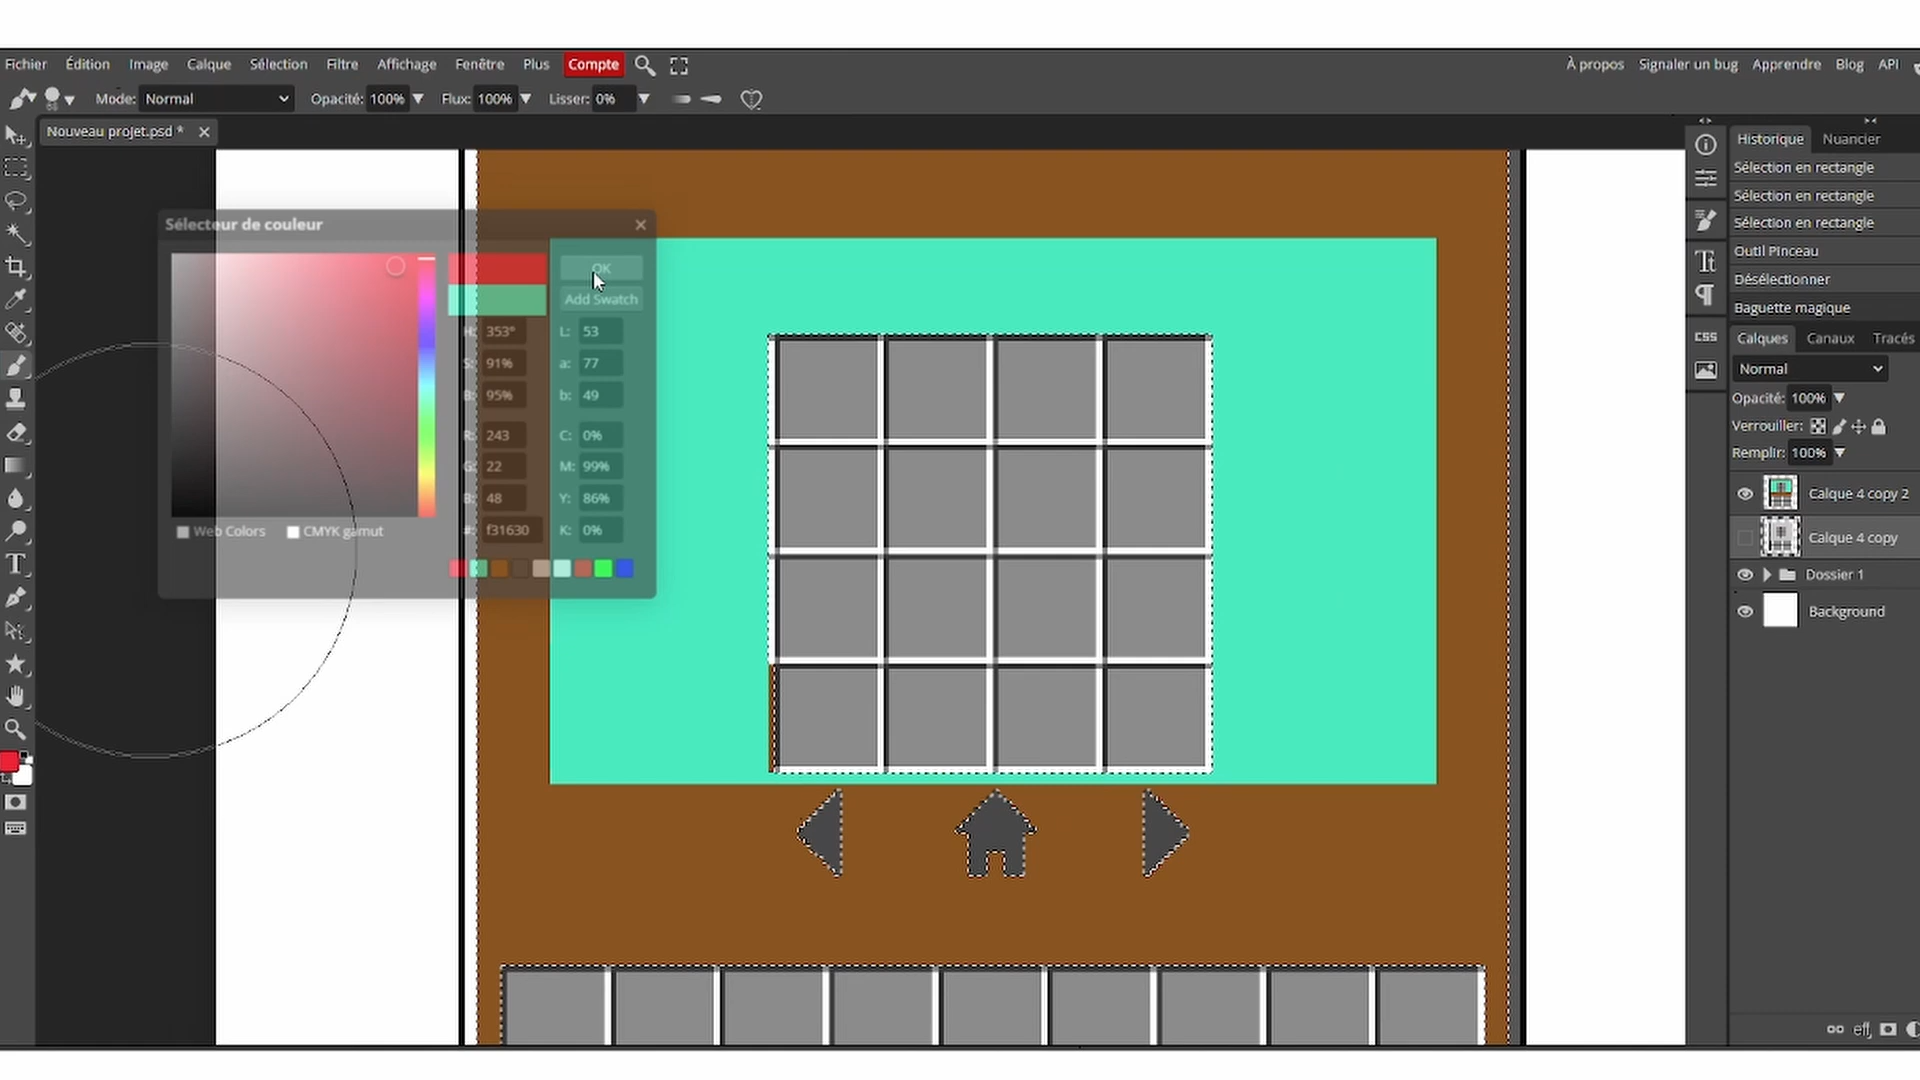 Fichier Édition Image Calque Sélection Filtre Affichage Fenêtre Plus Compte À propos Signaler un bug Apprendre Blog API
68 Mode: Normal Opacité: 100% Flux: 100% Lisser: 0%
Nouveau projet.psd *
Sélecteur de couleur
OK
Add Swatch
H: 353° L: 53
S: 91% a: 77
B: 95% b: 49
R: 243 C: 0%
G: 22 M: 99%
B: 48 Y: 86%
#: f31630 K: 0%
Web Colors CMYK gamut
Historique Nuancier
Sélection en rectangle
Sélection en rectangle
Sélection en rectangle
Outil Pinceau
Désélectionner
Baguette magique
CSS
Calques Canaux Tracés
Normal
Opacité: 100%
Verrouiller:
Remplir: 100%
Calque 4 copy 2
Calque 4 copy
Dossier 1
Background
eff